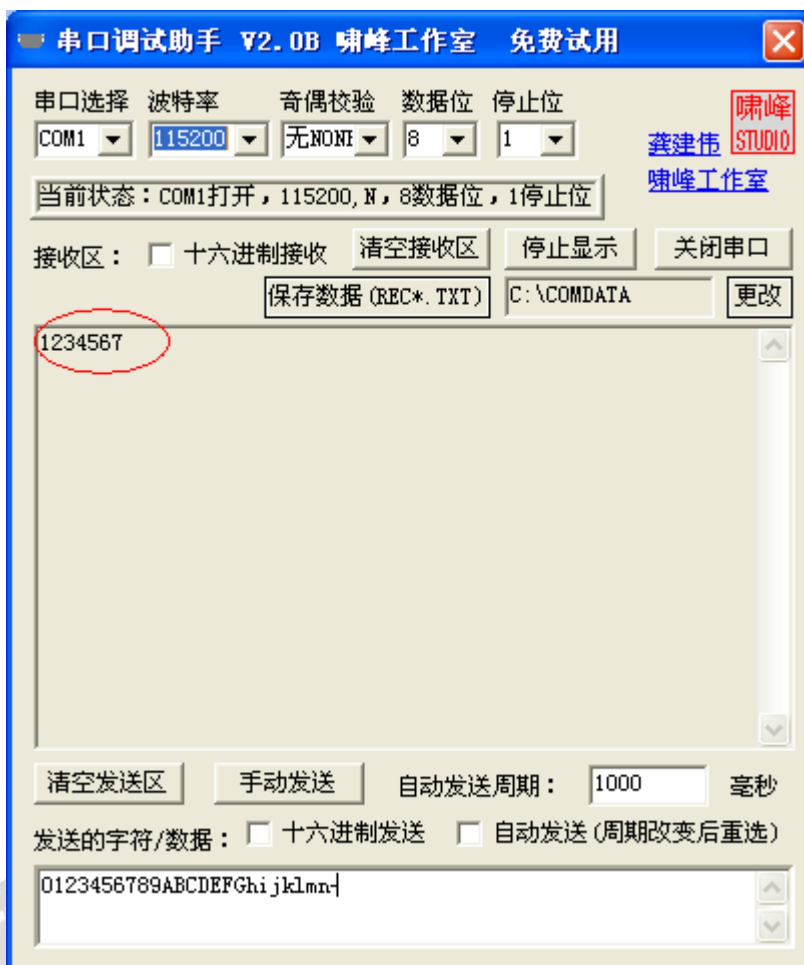 串口调试助手 V2.0B 啸峰工作室 免费试用
串口选择 波特率 奇偶校验 数据位 停止位
啸峰
STUDIO
COM1 115200 无NONE 8 1
龚建伟
啸峰工作室
当前状态：COM1打开，115200,N，8数据位，1停止位
接收区： 十六进制接收 清空接收区 停止显示 关闭串口
保存数据(REC*.TXT) C:\COMDATA 更改
1234567
清空发送区 手动发送 自动发送周期： 1000 毫秒
发送的字符/数据： 十六进制发送 自动发送(周期改变后重选)
0123456789ABCDEFGhijklmn-